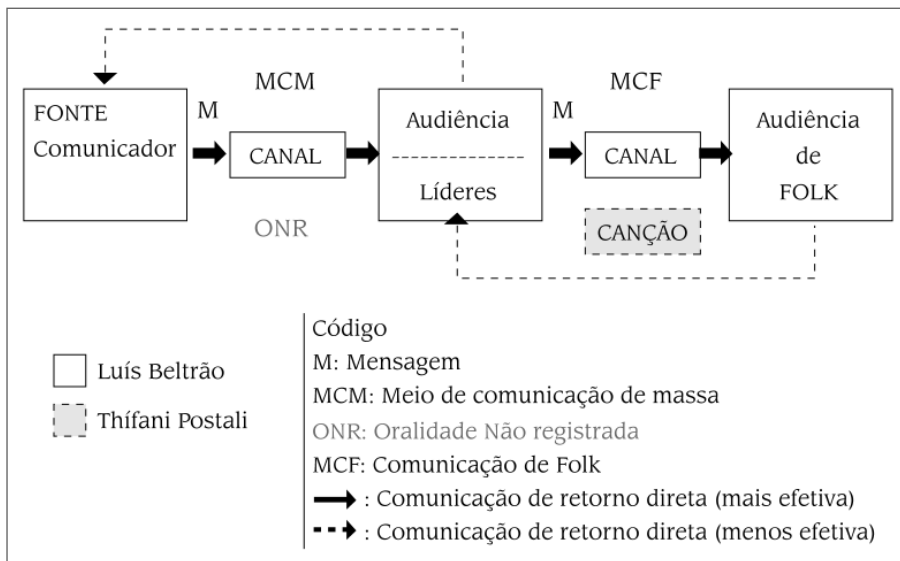 MCM
MCF
FONTE
Comunicador
M
CANAL
Audiência
Líderes
M
CANAL
Audiência
de
FOLK
ONR
CANÇÃO
Luís Beltrão
Thífani Postali
Código
M: Mensagem
MCM: Meio de comunicação de massa
ONR: Oralidade Não registrada
MCF: Comunicação de Folk
: Comunicação de retorno direta (mais efetiva)
: Comunicação de retorno direta (menos efetiva)